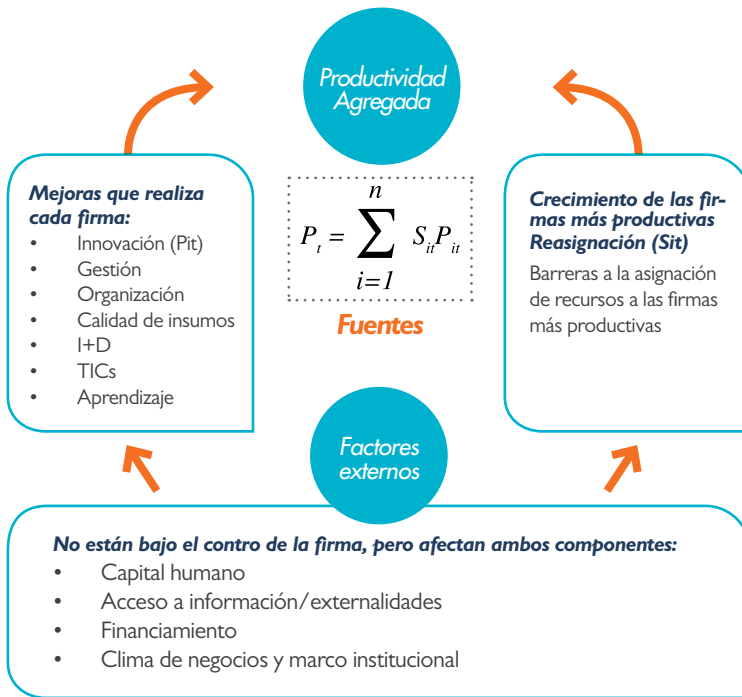 Productividad
Agregada
Mejoras que realiza
cada firma:
• Innovación (Pit)
• Gestión
• Organización
• Calidad de insumos
• I+D
• TICs
• Aprendizaje
n
P_t = ∑ S_it P_it
i=1
Fuentes
Crecimiento de las fir-
mas más productivas
Reasignación (Sit)
Barreras a la asignación
de recursos a las firmas
más productivas
Factores
externos
No están bajo el contro de la firma, pero afectan ambos componentes:
• Capital humano
• Acceso a información/externalidades
• Financiamiento
• Clima de negocios y marco institucional